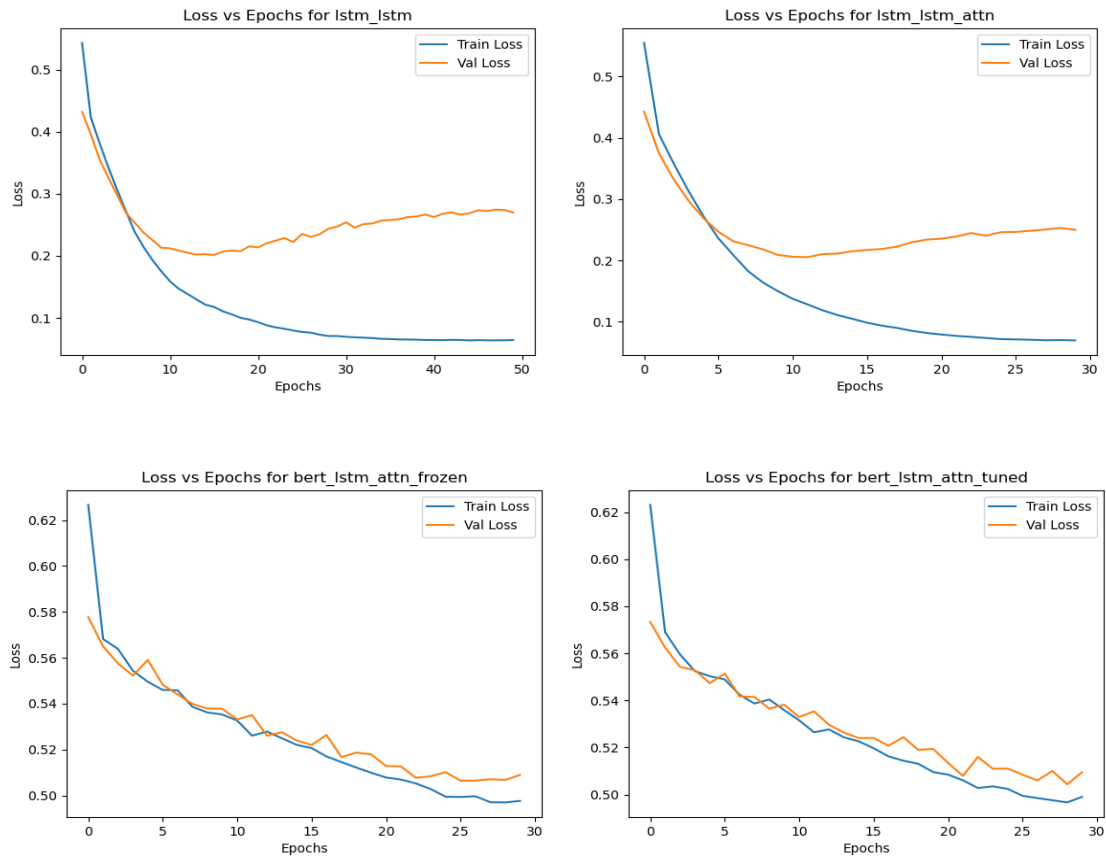 Loss vs Epochs for lstm_lstm
Train Loss
Val Loss
0.5
0.4
0.3
0.2
0.1
Loss
0
10
20
30
40
50
Epochs
Loss vs Epochs for lstm_lstm_attn
Train Loss
Val Loss
0.5
0.4
0.3
0.2
0.1
Loss
0
5
10
15
20
25
30
Epochs
Loss vs Epochs for bert_lstm_attn_frozen
Train Loss
Val Loss
0.62
0.60
0.58
0.56
0.54
0.52
0.50
Loss
0
5
10
15
20
25
30
Epochs
Loss vs Epochs for bert_lstm_attn_tuned
Train Loss
Val Loss
0.62
0.60
0.58
0.56
0.54
0.52
0.50
Loss
0
5
10
15
20
25
30
Epochs